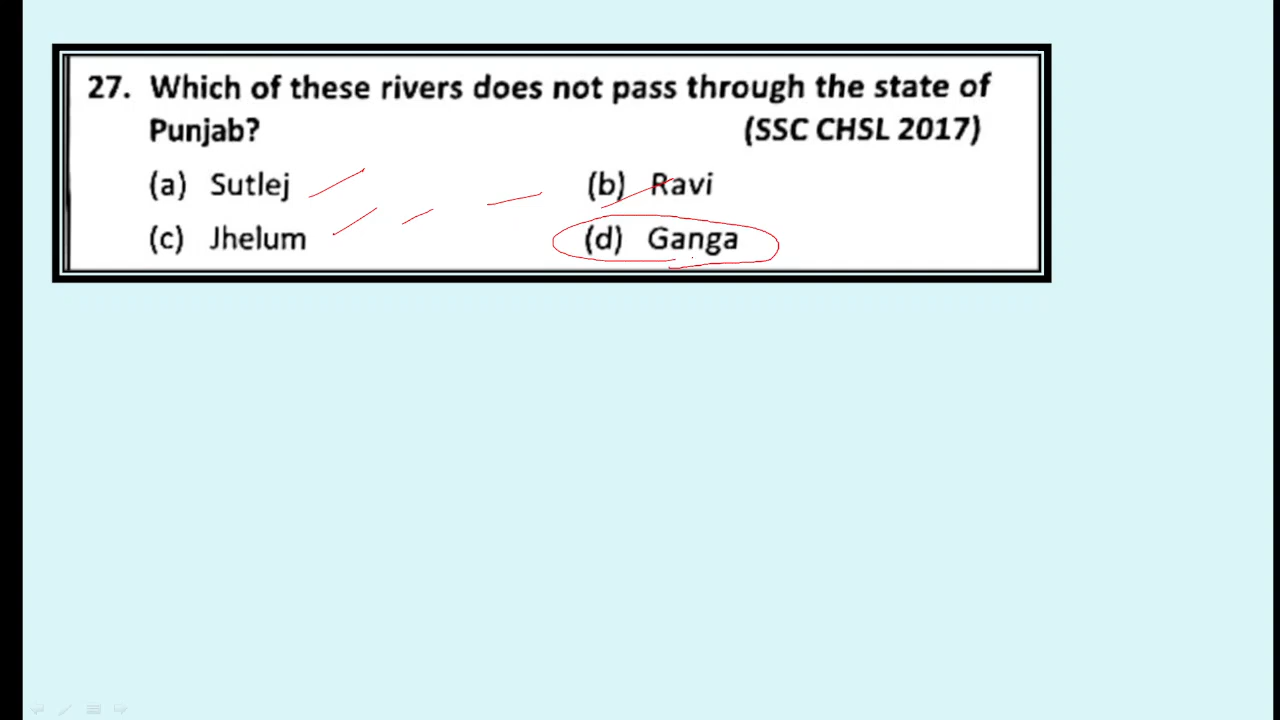 27. Which of these rivers does not pass through the state of
Punjab? (SSC CHSL 2017)
(a) Sutlej (b) Ravi
(c) Jhelum (d) Ganga